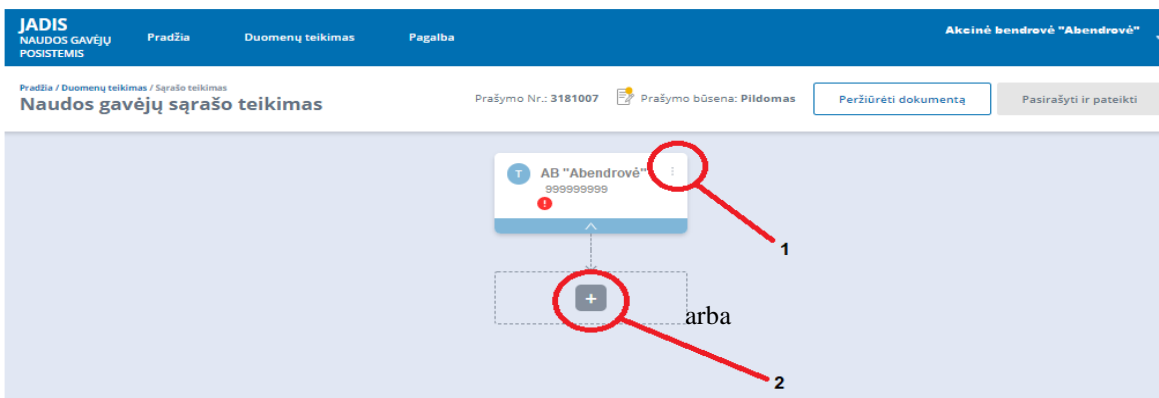 JADIS
NAUDOS GAVĖJŲ
POSISTEMIS
Pradžia
Duomenų teikimas
Pagalba
Akcinė bendrovė "Abendrovė"
Pradžia / Duomenų teikimas / Sąrašo teikimas
Naudos gavėjų sąrašo teikimas
Prašymo Nr.: 3181007
Prašymo būsena: Pildomas
Peržiūrėti dokumentą
Pasirašyti ir pateikti
T
AB "Abendrovė"
999999999
!
1
+
arba
2